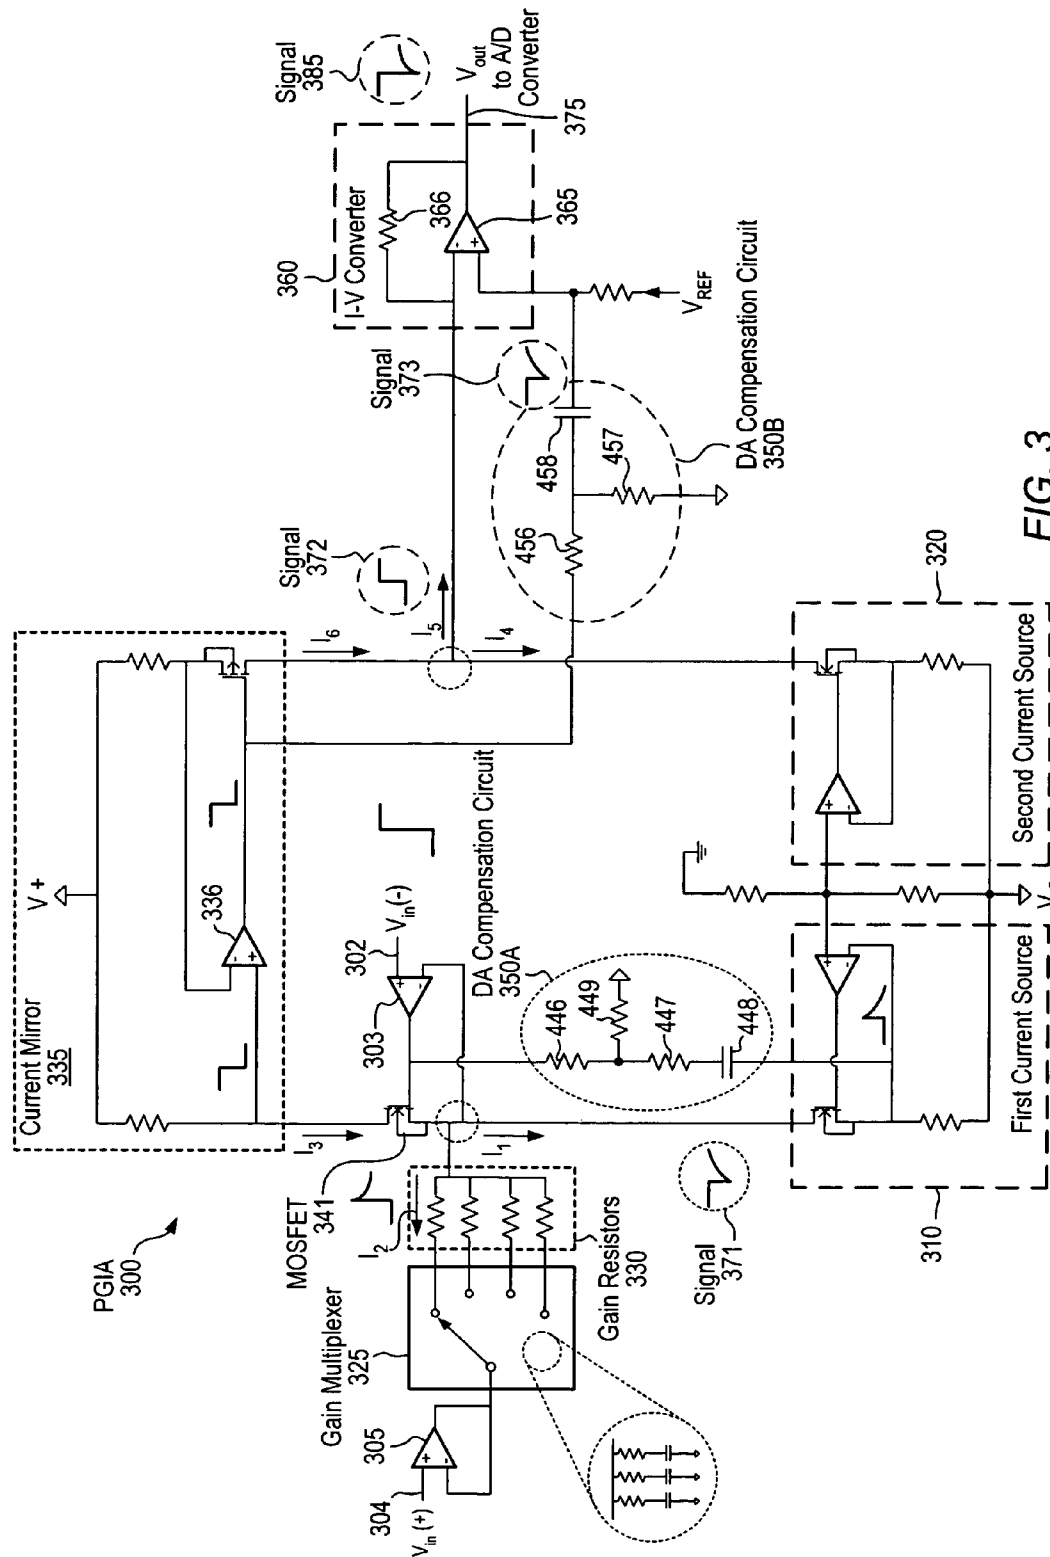 PGIA
300
Current Mirror
335
V +
336
I3
I6
MOSFET
341
302
Vin(-)
303
Signal
372
I5
I4
Signal
373
360
I-V Converter
366
365
Signal
385
Vout
to A/D
Converter
375
VREF
Gain Multiplexer
325
304
Vin (+)
305
I2
Gain Resistors
330
I1
Signal
371
DA Compensation Circuit
350A
446
449
447
448
456
457
458
DA Compensation Circuit
350B
310
First Current Source
V -
Second Current Source
320
FIG. 3